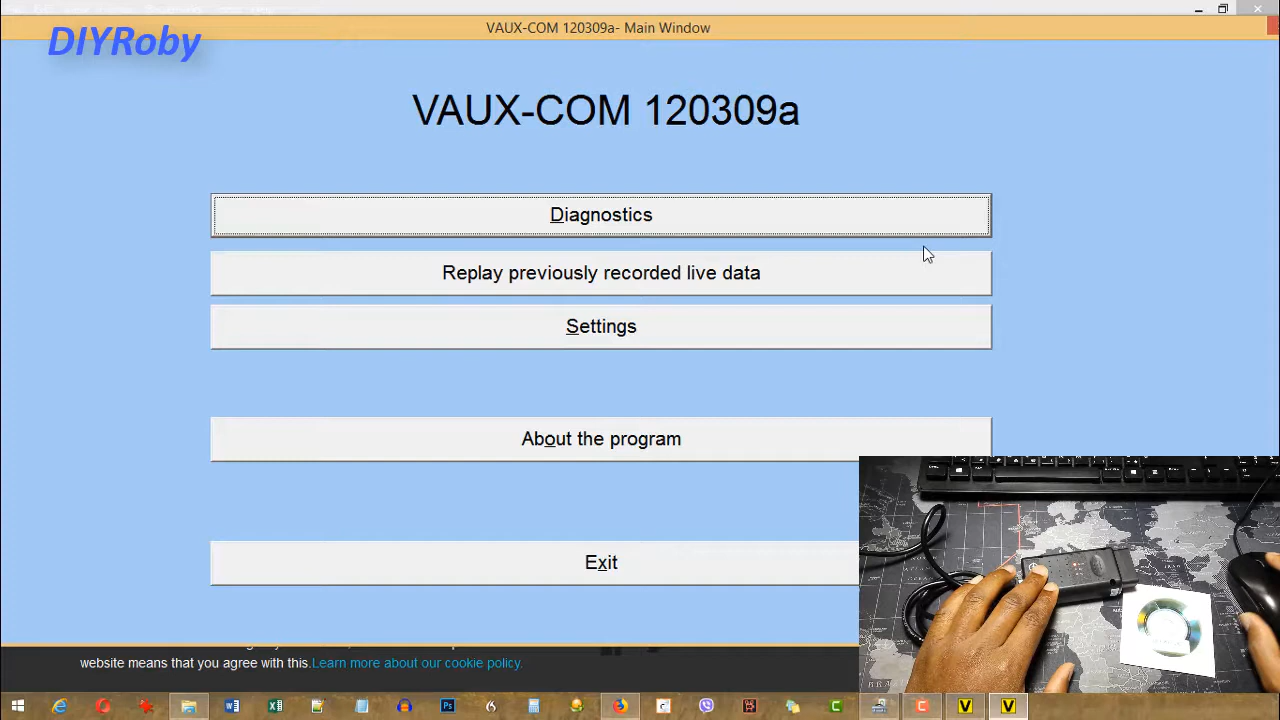 DIYRoby
VAUX-COM 120309a- Main Window
VAUX-COM 120309a
Diagnostics
Replay previously recorded live data
Settings
About the program
Exit
website means that you agree with this.Learn more about our cookie policy.